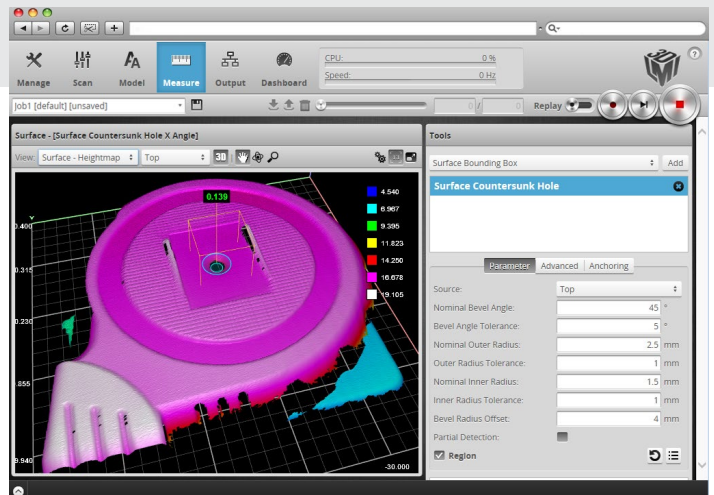 Manage
Scan
Model
Measure
Output
Dashboard
CPU: 0 %
Speed: 0 Hz
Job1 [default] [unsaved]
0 / 0
Replay
Surface - [Surface Countersunk Hole X Angle]
View: Surface - Heightmap Top 3D
0.139
4.540
6.967
9.395
11.823
14.250
16.678
19.105
Y
0.400
0.315
0.230
.855
9.940
-30.000
Tools
Surface Bounding Box Add
Surface Countersunk Hole
Parameter Advanced Anchoring
Source: Top
Nominal Bevel Angle: 45 °
Bevel Angle Tolerance: 5 °
Nominal Outer Radius: 2.5 mm
Outer Radius Tolerance: 1 mm
Nominal Inner Radius: 1.5 mm
Inner Radius Tolerance: 1 mm
Bevel Radius Offset: 4 mm
Partial Detection:
Region